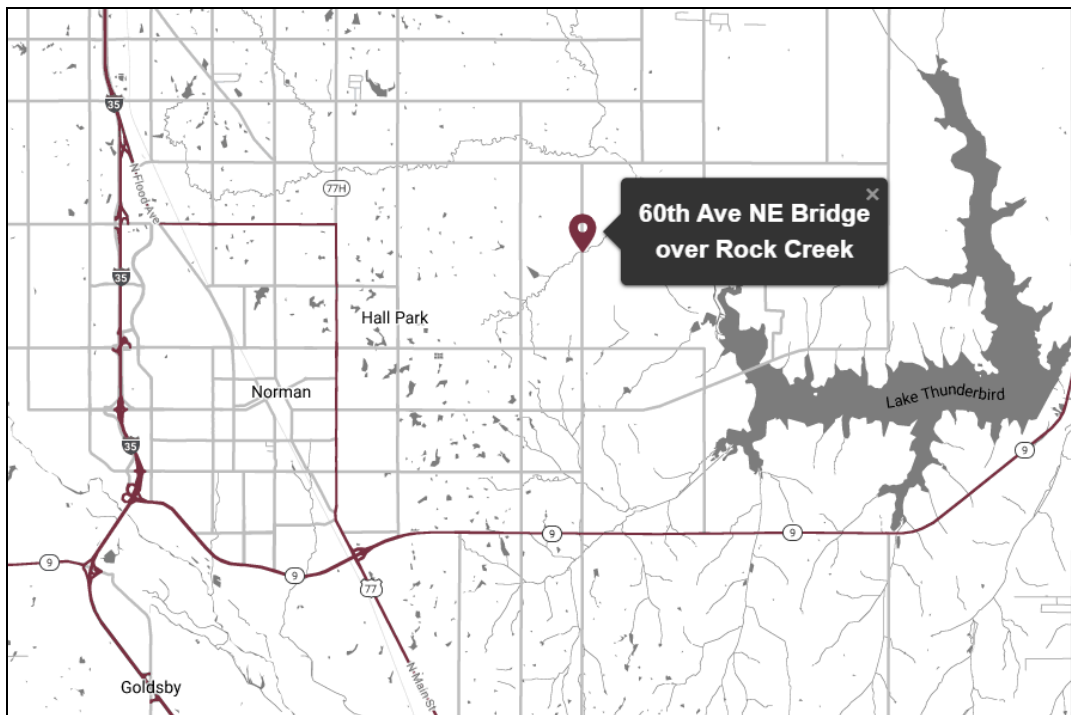 35
N Flood Ave
77H
×
60th Ave NE Bridge
over Rock Creek
35
Hall Park
Norman
Lake Thunderbird
35
9
9
9
9
9
77
N Main St
Goldsby